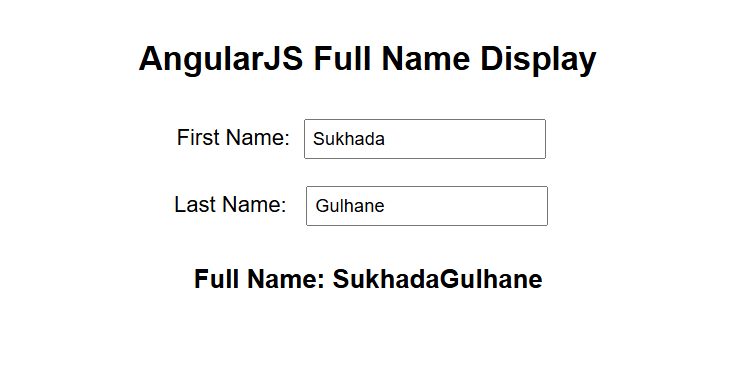 AngularJS Full Name Display
First Name: Sukhada
Last Name: Gulhane
Full Name: SukhadaGulhane